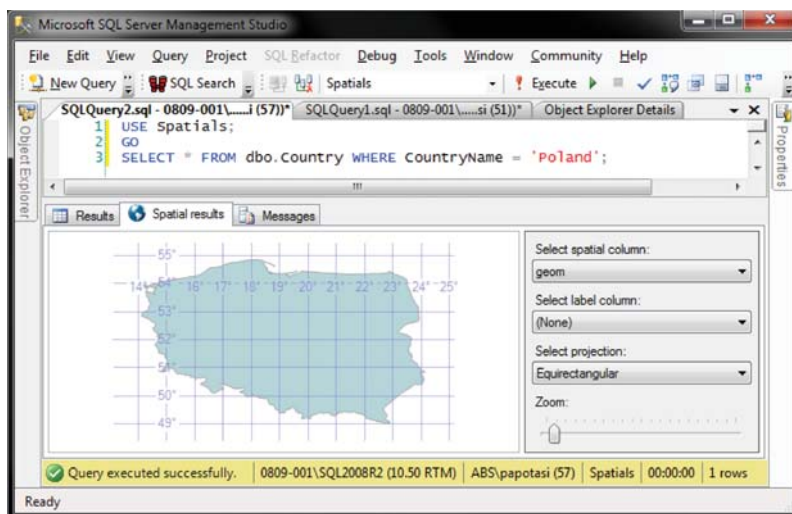 Microsoft SQL Server Management Studio
File Edit View Query Project SQL Refactor Debug Tools Window Community Help
New Query SQL Search Spatials Execute
SQLQuery2.sql - 0809-001\......i (57))* SQLQuery1.sql - 0809-001\.....si (51))* Object Explorer Details
Object Explorer
Properties
1 USE Spatials;
2 GO
3 SELECT * FROM dbo.Country WHERE CountryName = 'Poland';
Results Spatial results Messages
55°
14° 54° 16° 17° 18° 19° 20° 21° 22° 23° 24° 25°
53°
52°
51°
50°
49°
Select spatial column:
geom
Select label column:
(None)
Select projection:
Equirectangular
Zoom:
Query executed successfully. 0809-001\SQL2008R2 (10.50 RTM) ABS\papotasi (57) Spatials 00:00:00 1 rows
Ready